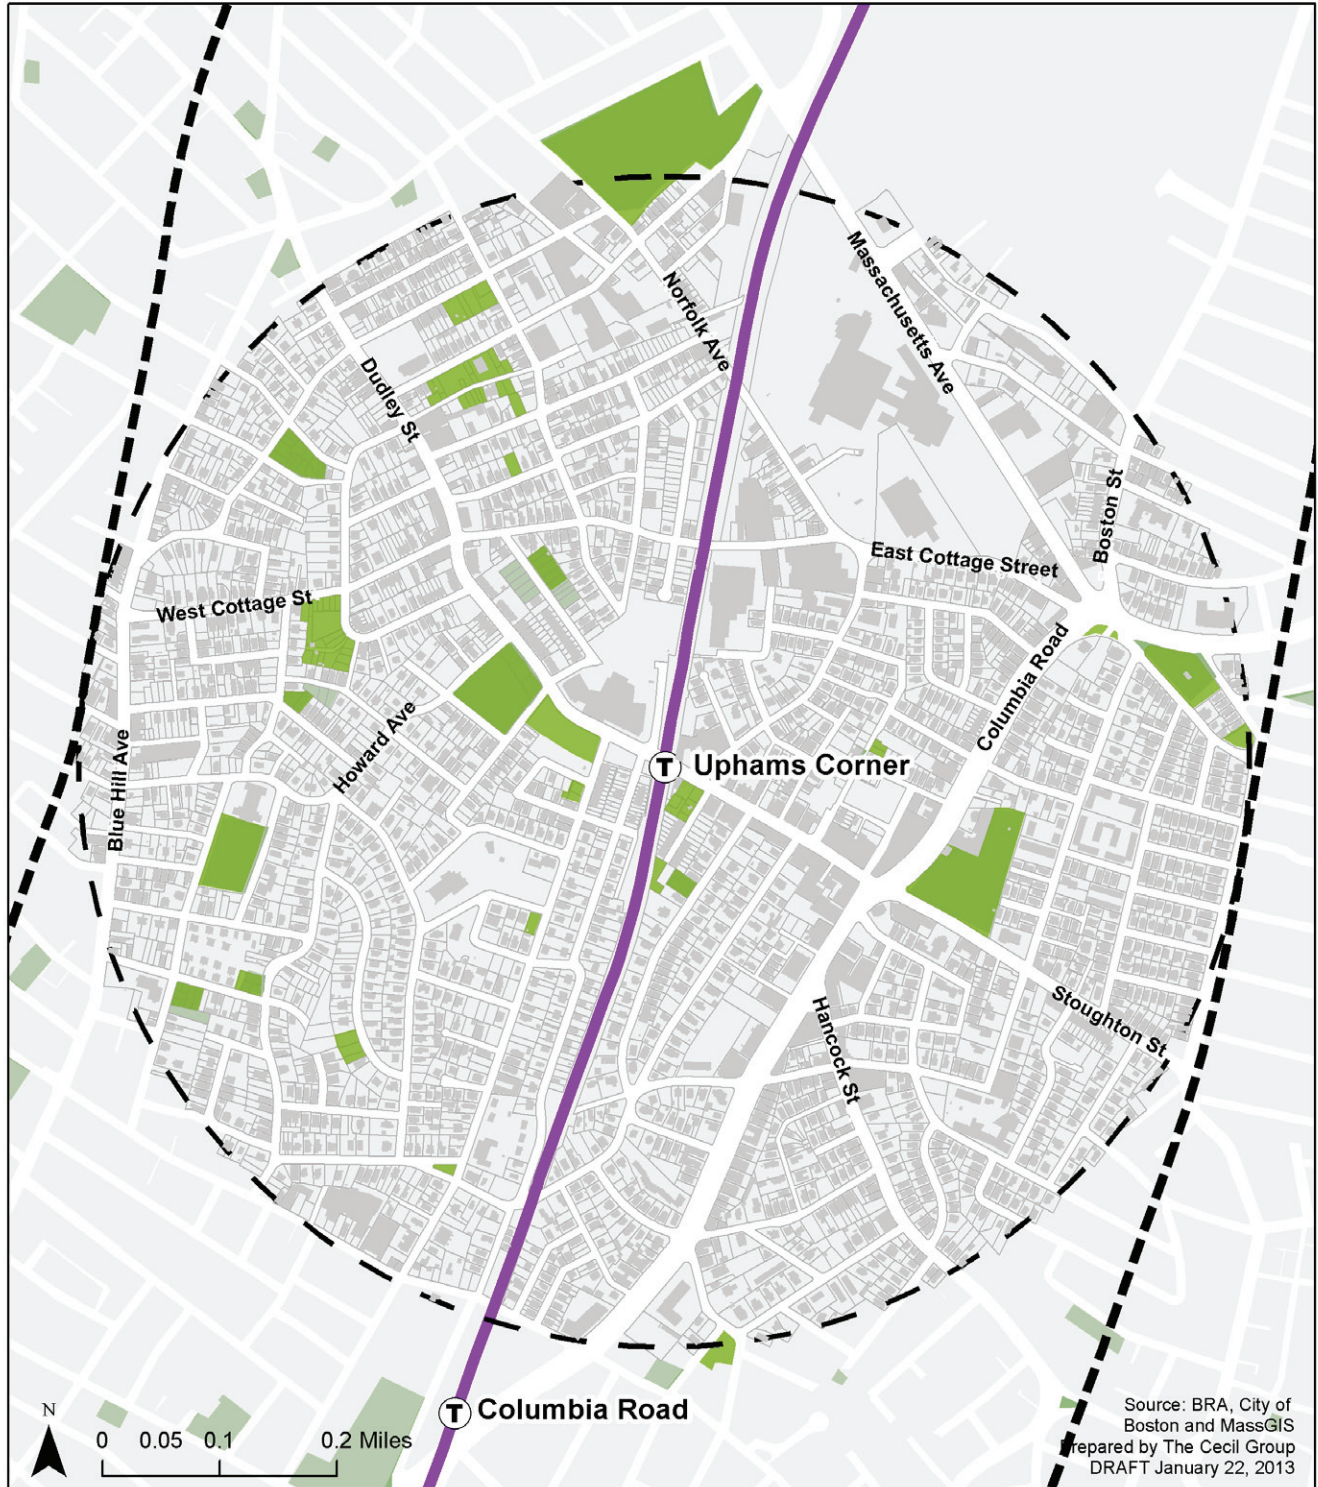 Massachusetts Ave
Norfolk Ave
Dudley St
Boston St
East Cottage Street
West Cottage St
Columbia Road
Howard Ave
Blue Hill Ave
T Uphams Corner
Stoughton St
Hancock St
T Columbia Road
N
0 0.05 0.1 0.2 Miles
Source: BRA, City of
Boston and MassGIS
Prepared by The Cecil Group
DRAFT January 22, 2013